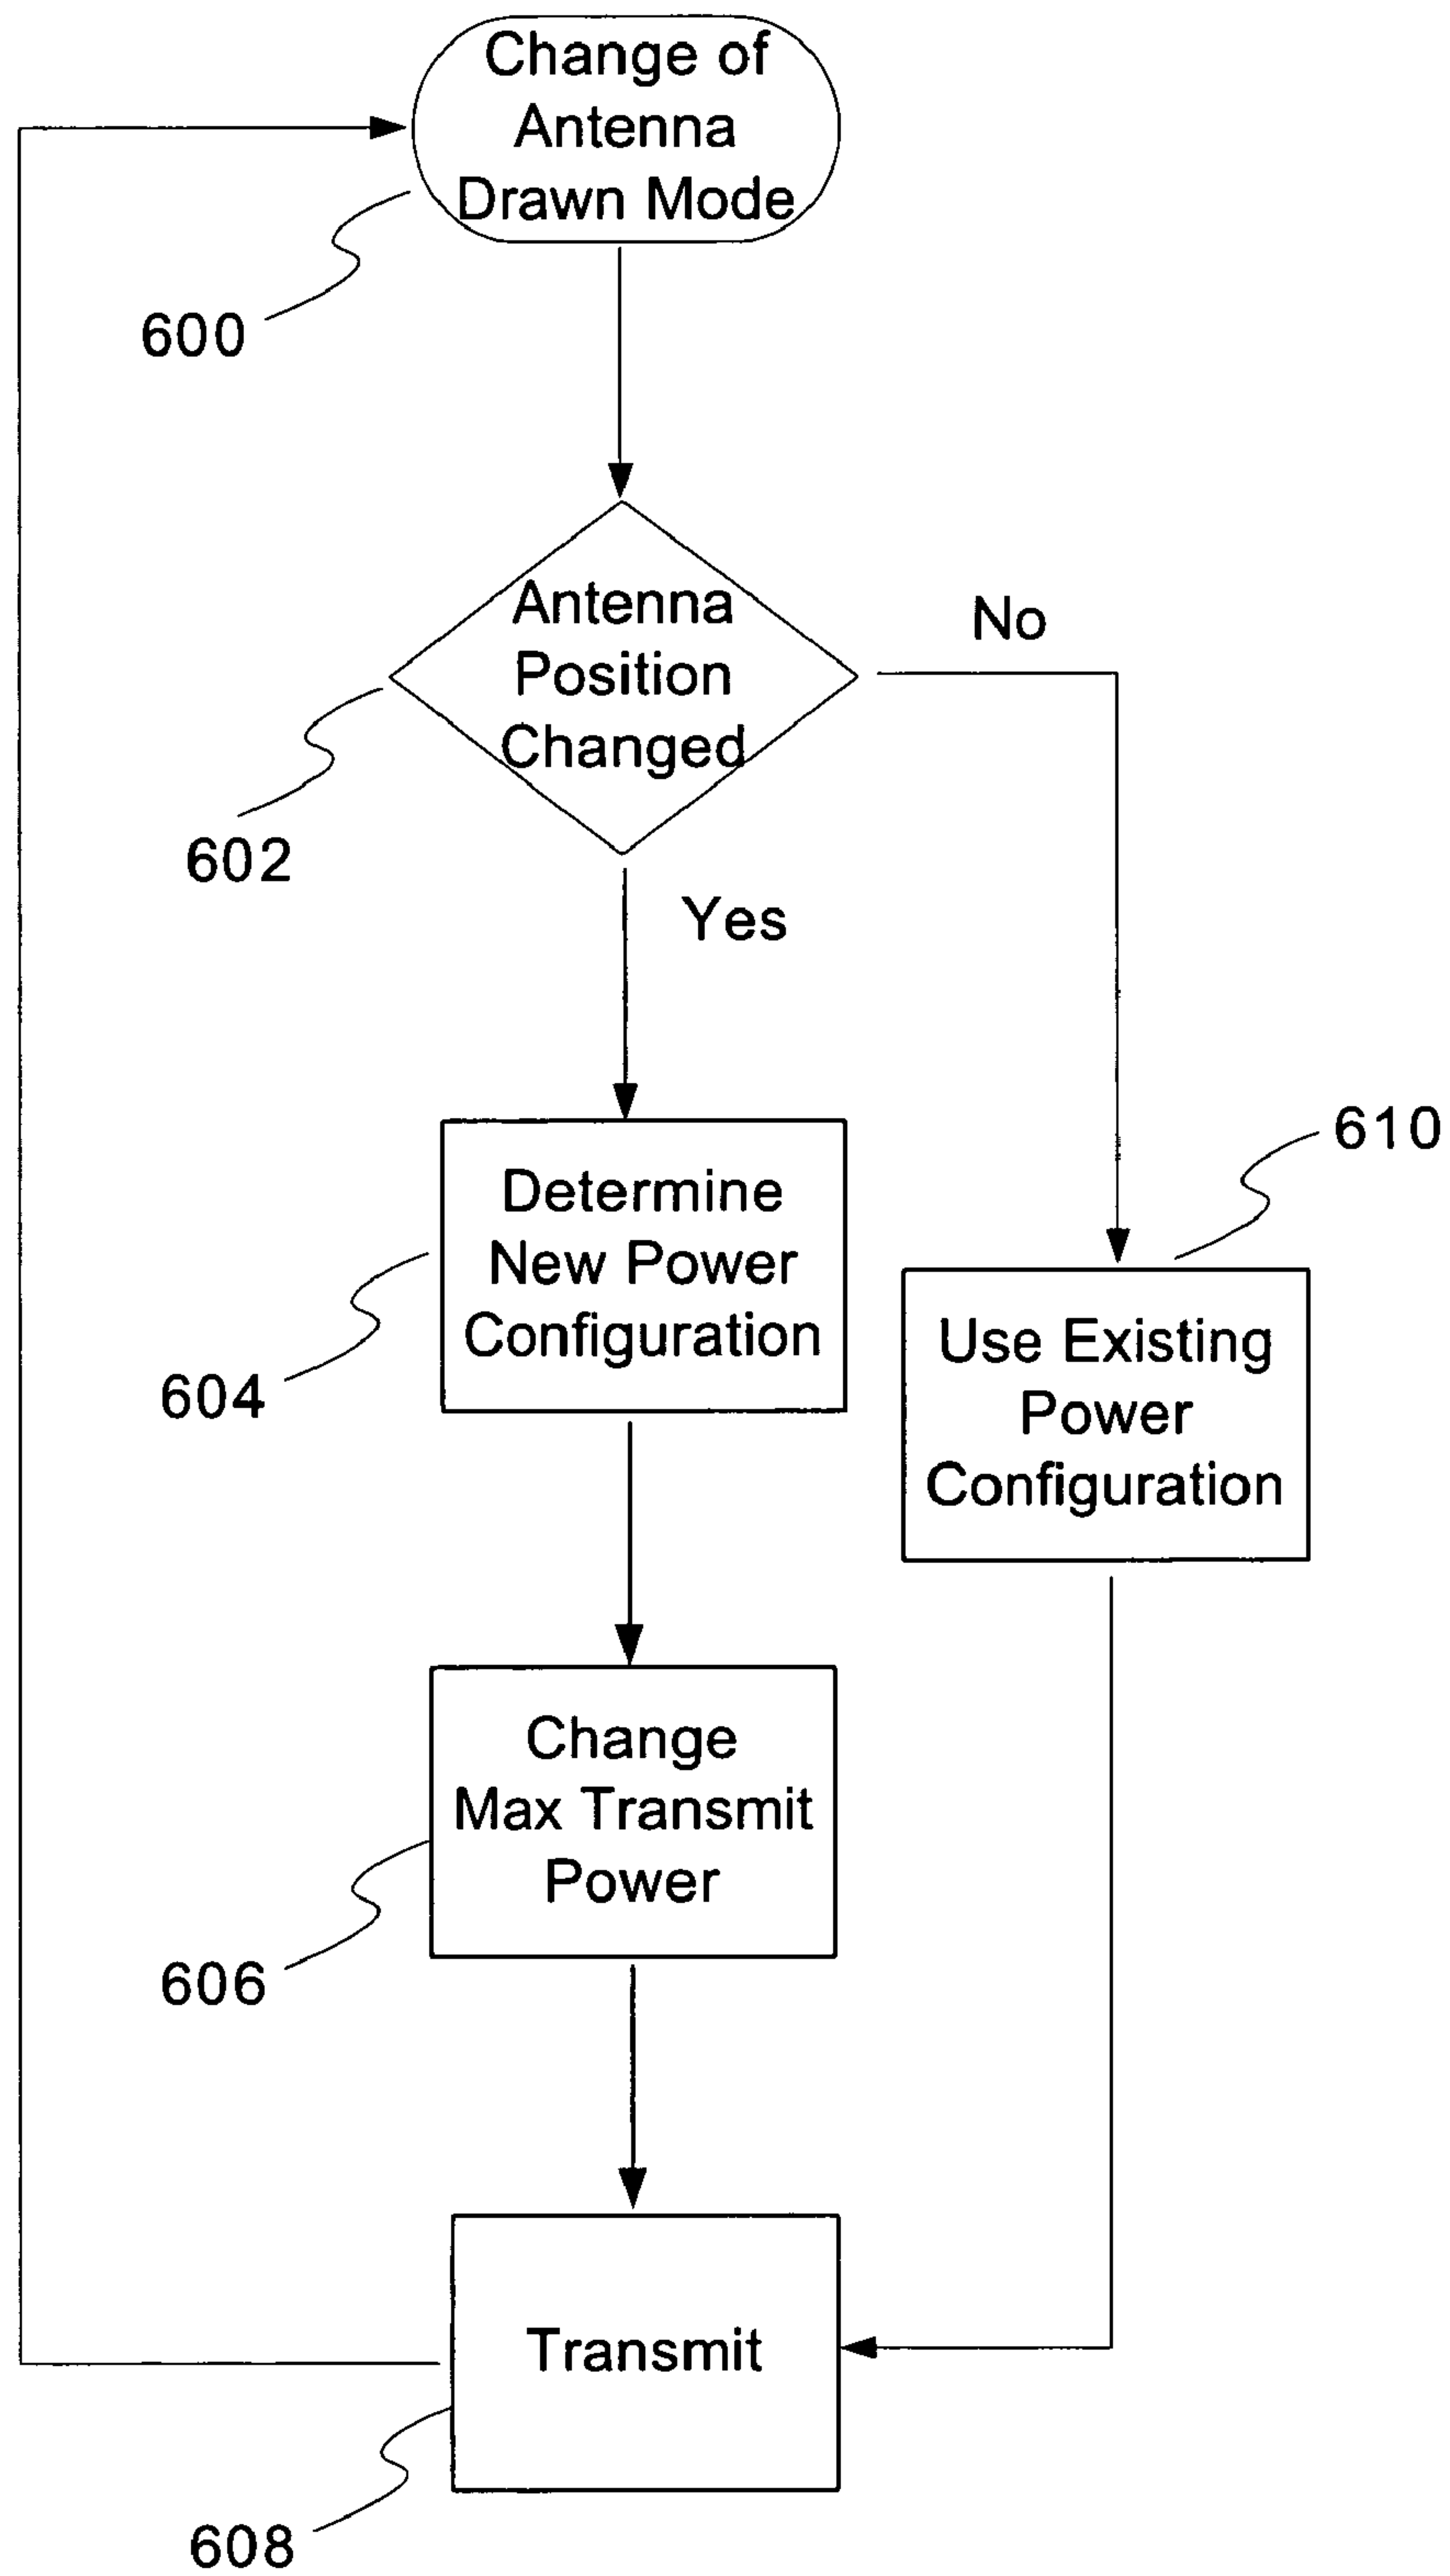 Change of
Antenna
Drawn Mode
600
Antenna
Position
Changed
No
602
Yes
Determine
New Power
Configuration
604
610
Use Existing
Power
Configuration
Change
Max Transmit
Power
606
Transmit
608